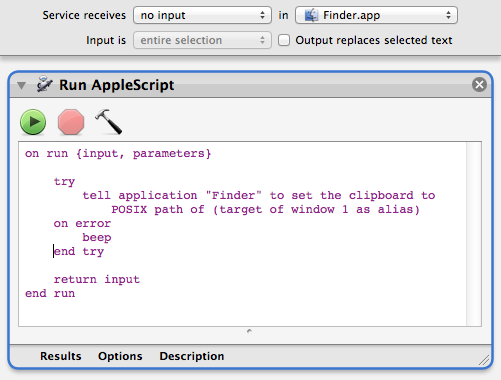 Service receives no input in Finder.app
Input is entire selection Output replaces selected text
Run AppleScript
on run {input, parameters}
try
tell application "Finder" to set the clipboard to
POSIX path of (target of window 1 as alias)
on error
beep
end try
return input
end run
Results Options Description